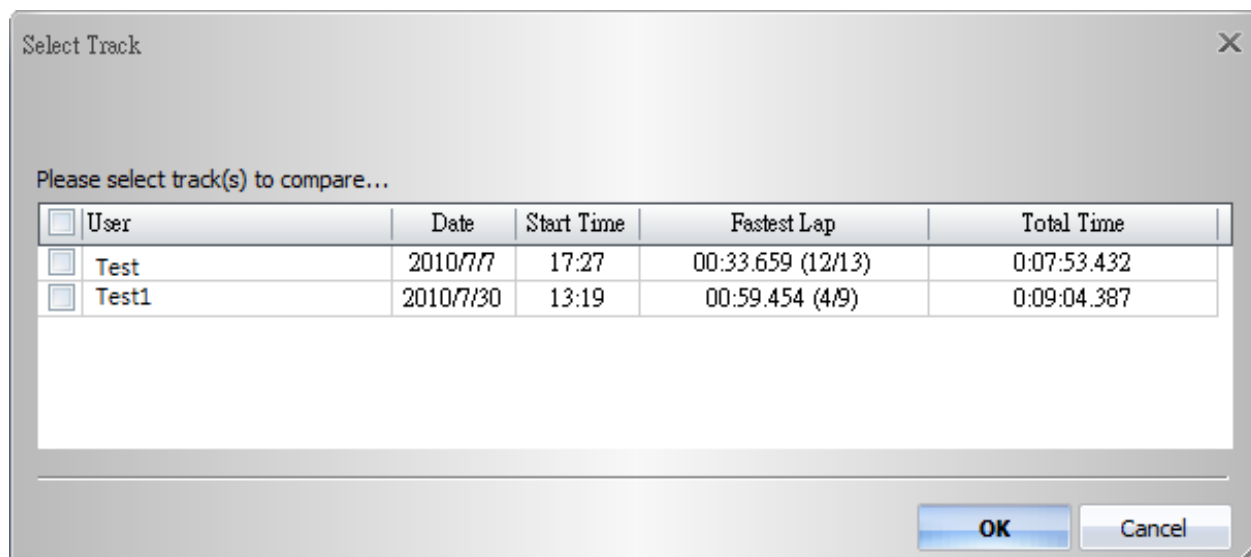 Select Track
Please select track(s) to compare...
User Date Start Time Fastest Lap Total Time
Test 2010/7/7 17:27 00:33.659 (12/13) 0:07:53.432
Test1 2010/7/30 13:19 00:59.454 (4/9) 0:09:04.387
OK Cancel